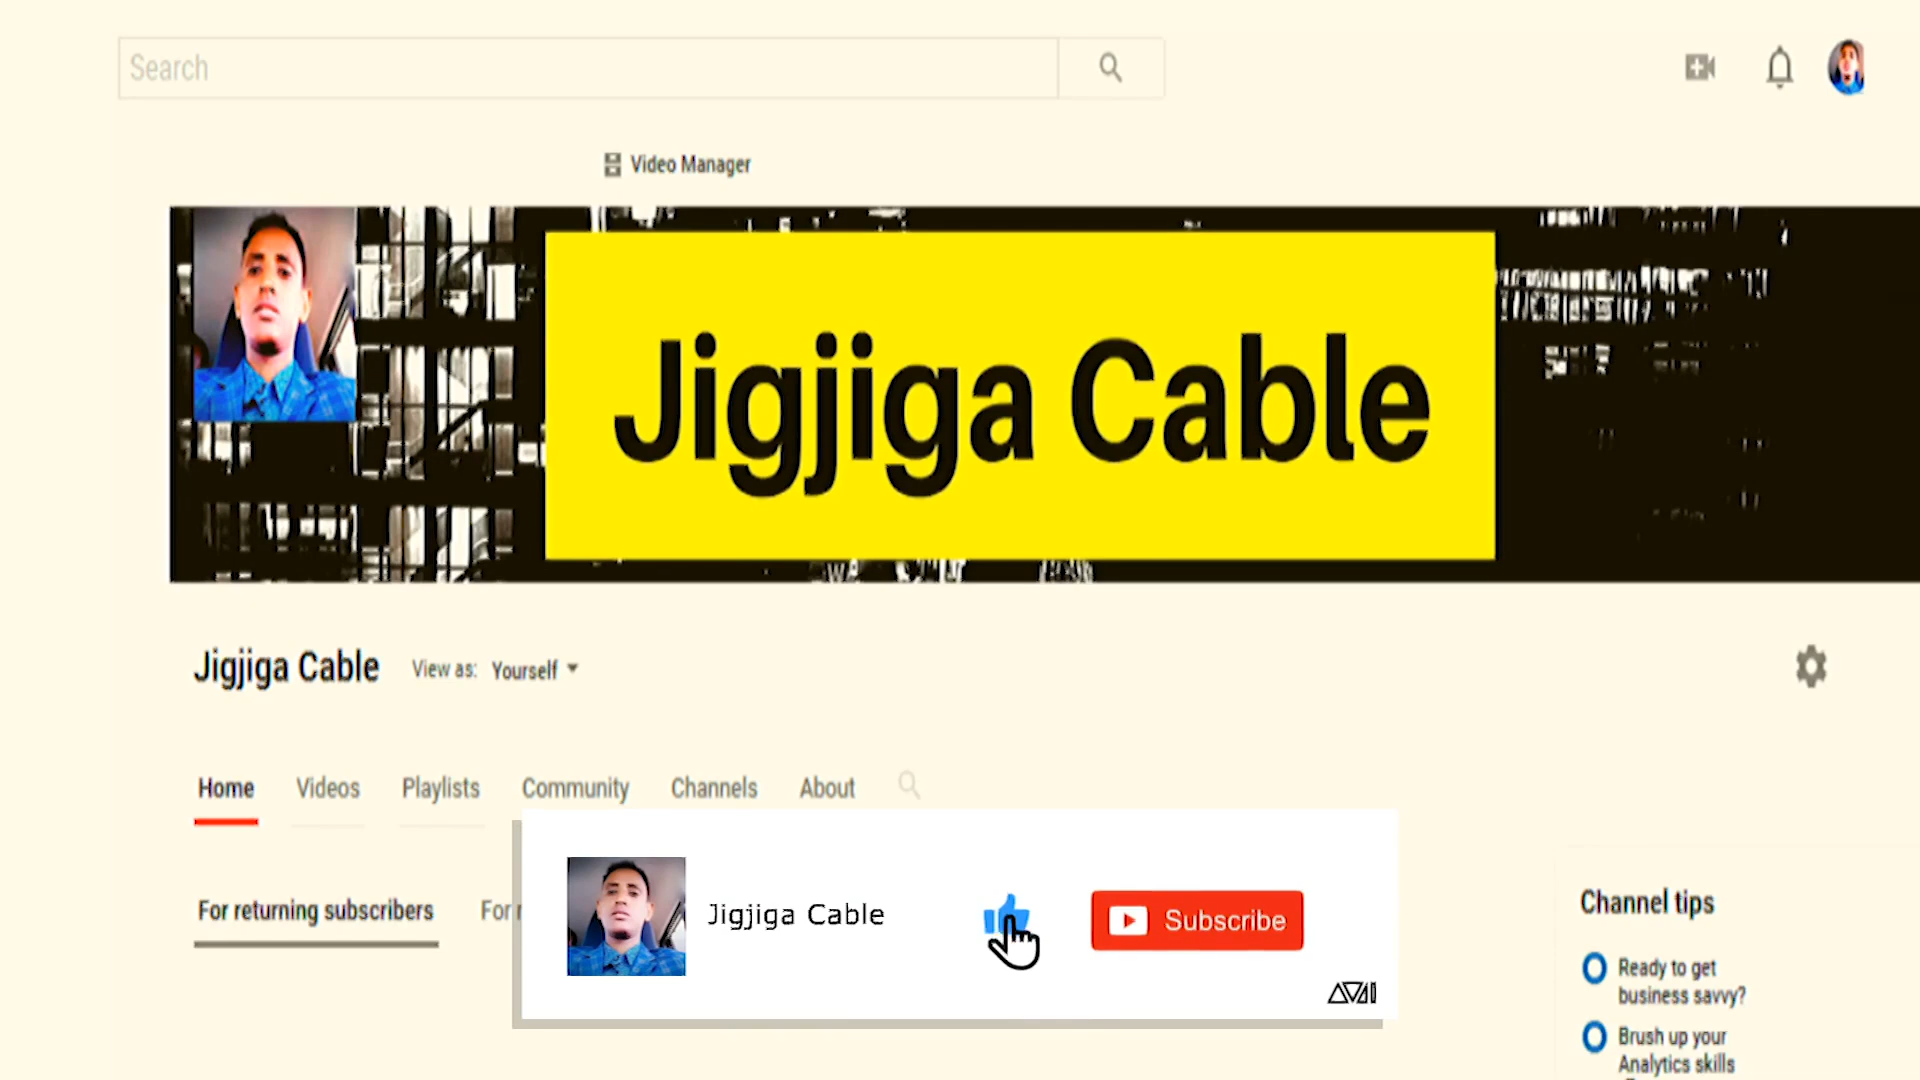 Search
Video Manager
Jigjiga Cable
Jigjiga Cable View as: Yourself
Home Videos Playlists Community Channels About
For returning subscribers For
Jigjiga Cable Subscribe
Channel tips
Ready to get
business savvy?
Brush up your
Analytics skills